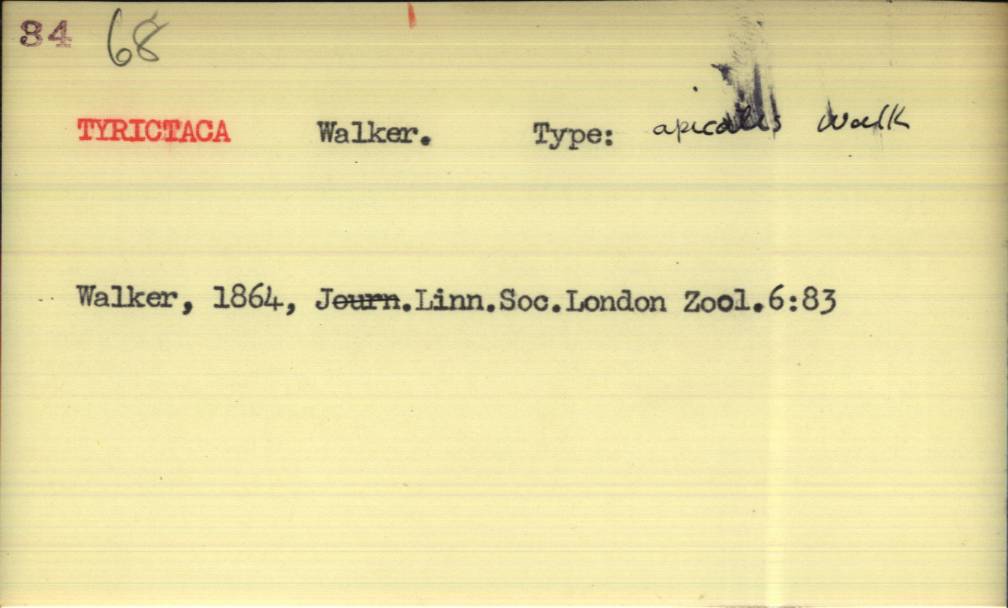 84 68
TYRICTACA Walker. Type: apicalis Walk
Walker, 1864, Journ.Linn.Soc.London Zool.6:83